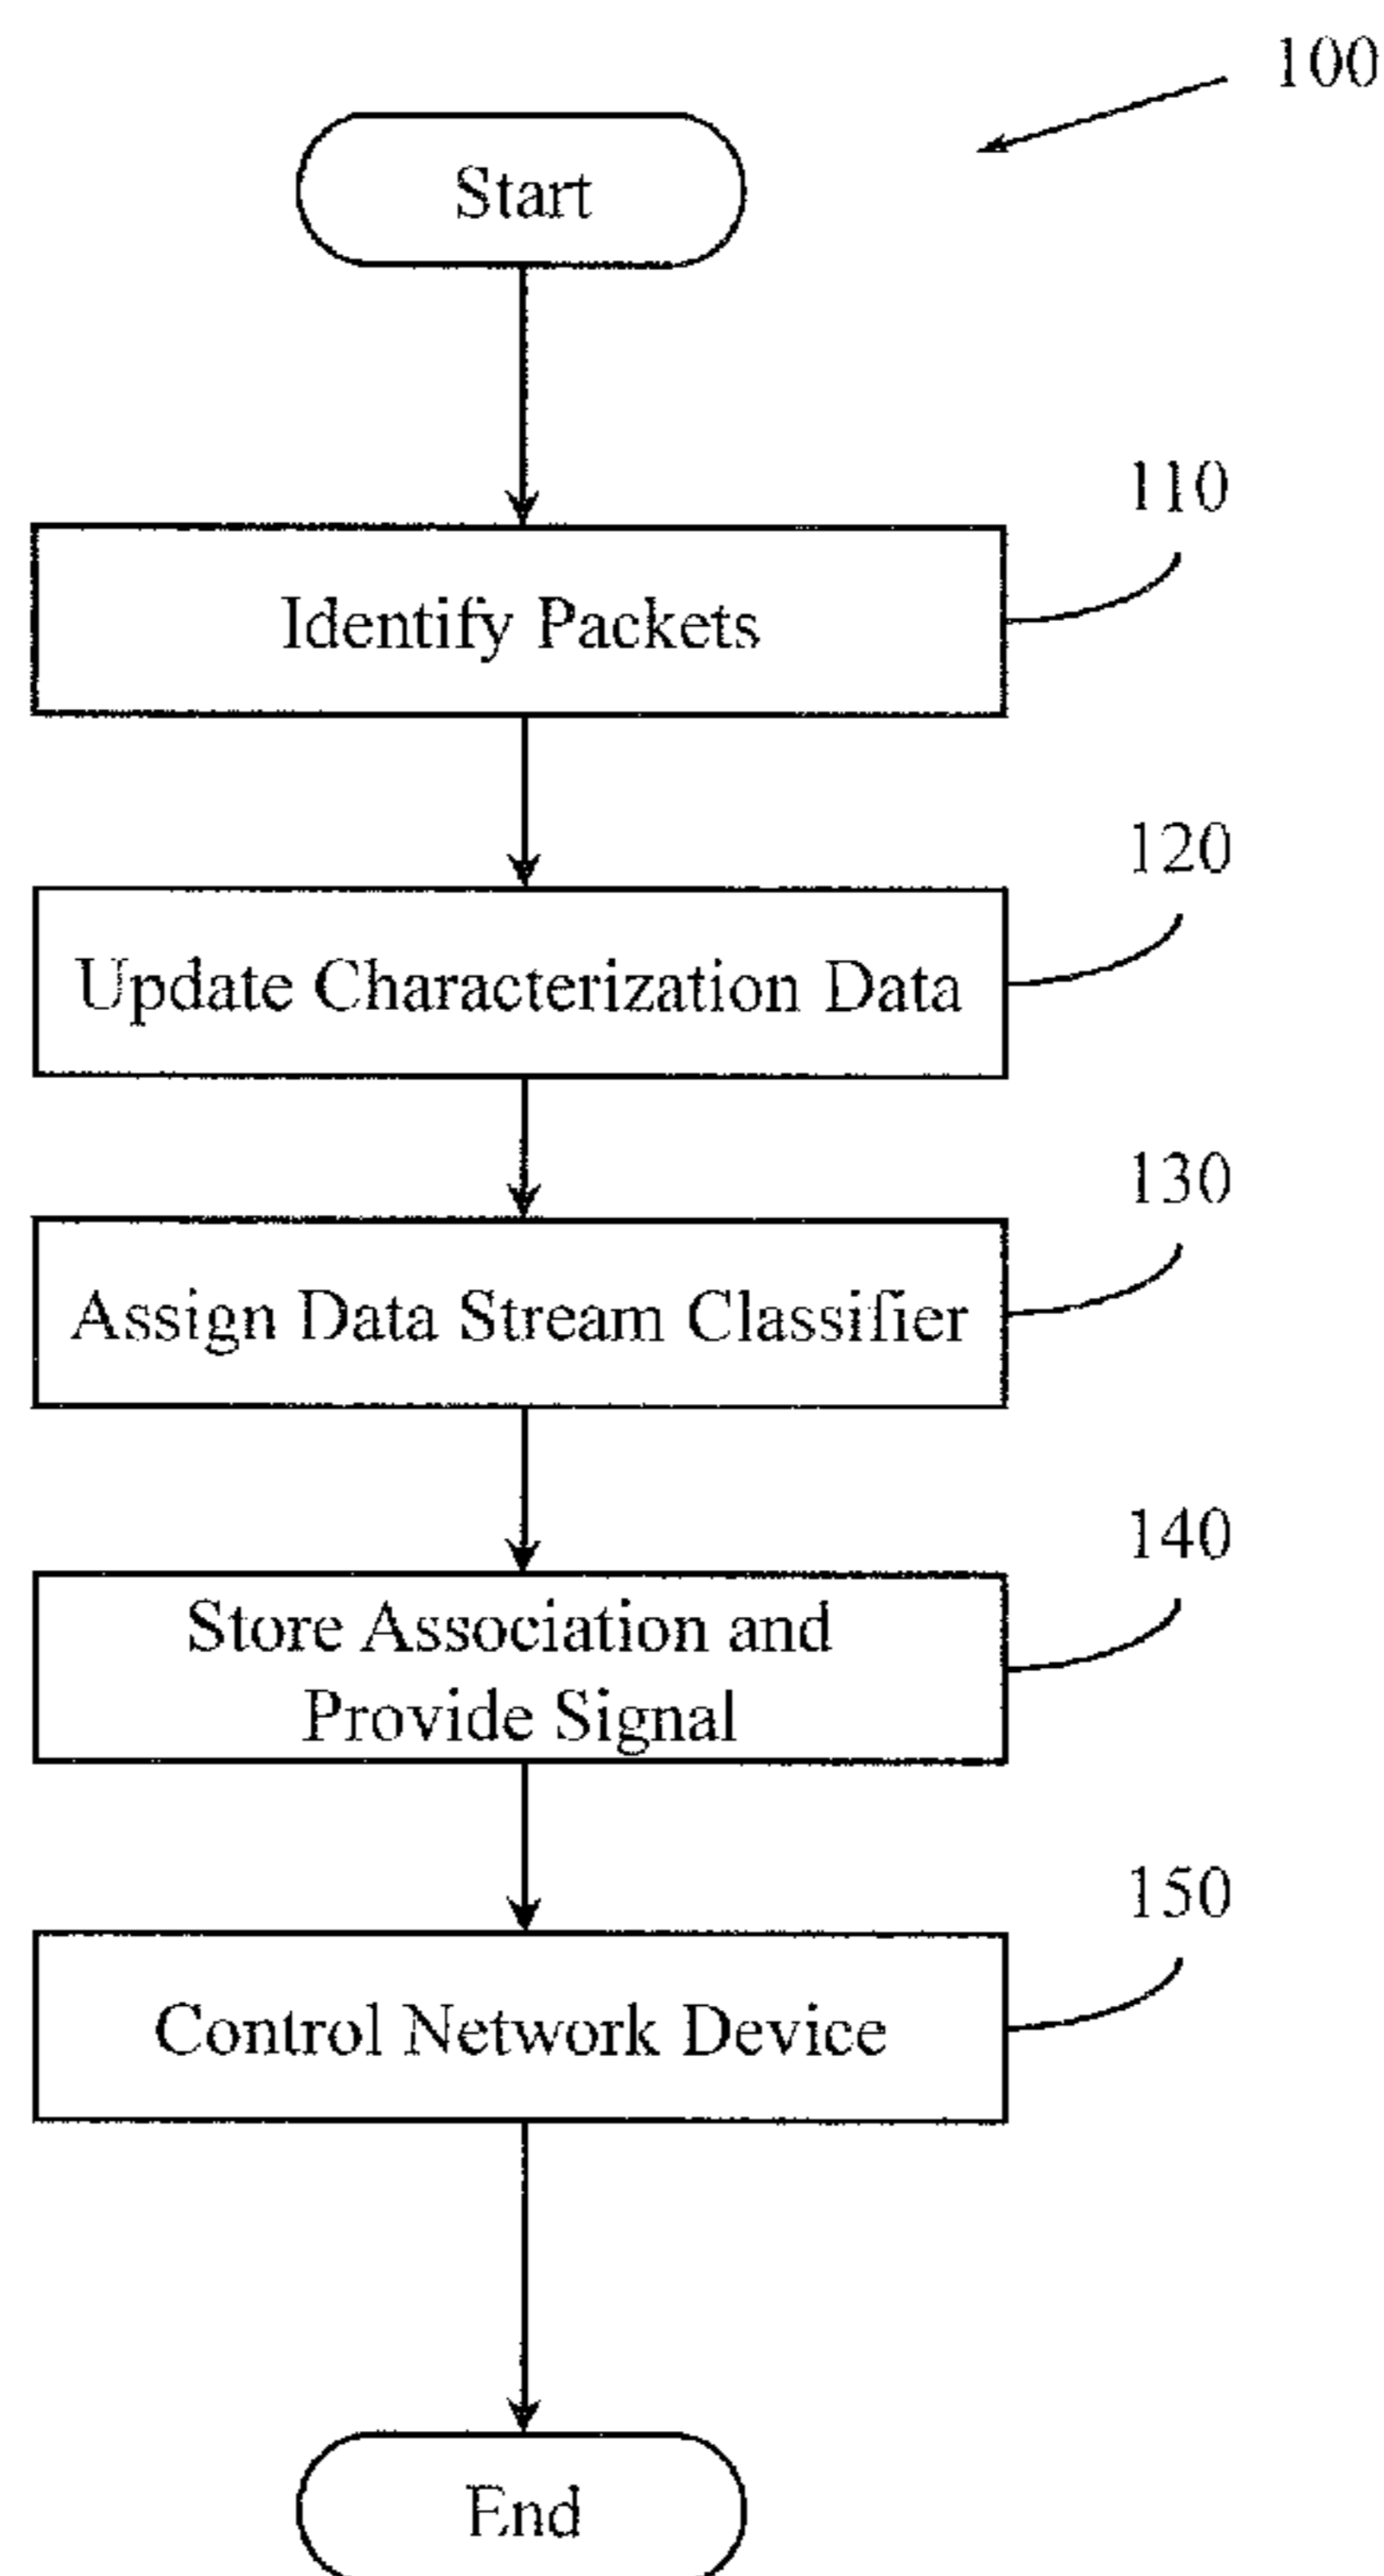 100
Start
110
Identify Packets
120
Update Characterization Data
130
Assign Data Stream Classifier
140
Store Association and
Provide Signal
150
Control Network Device
End